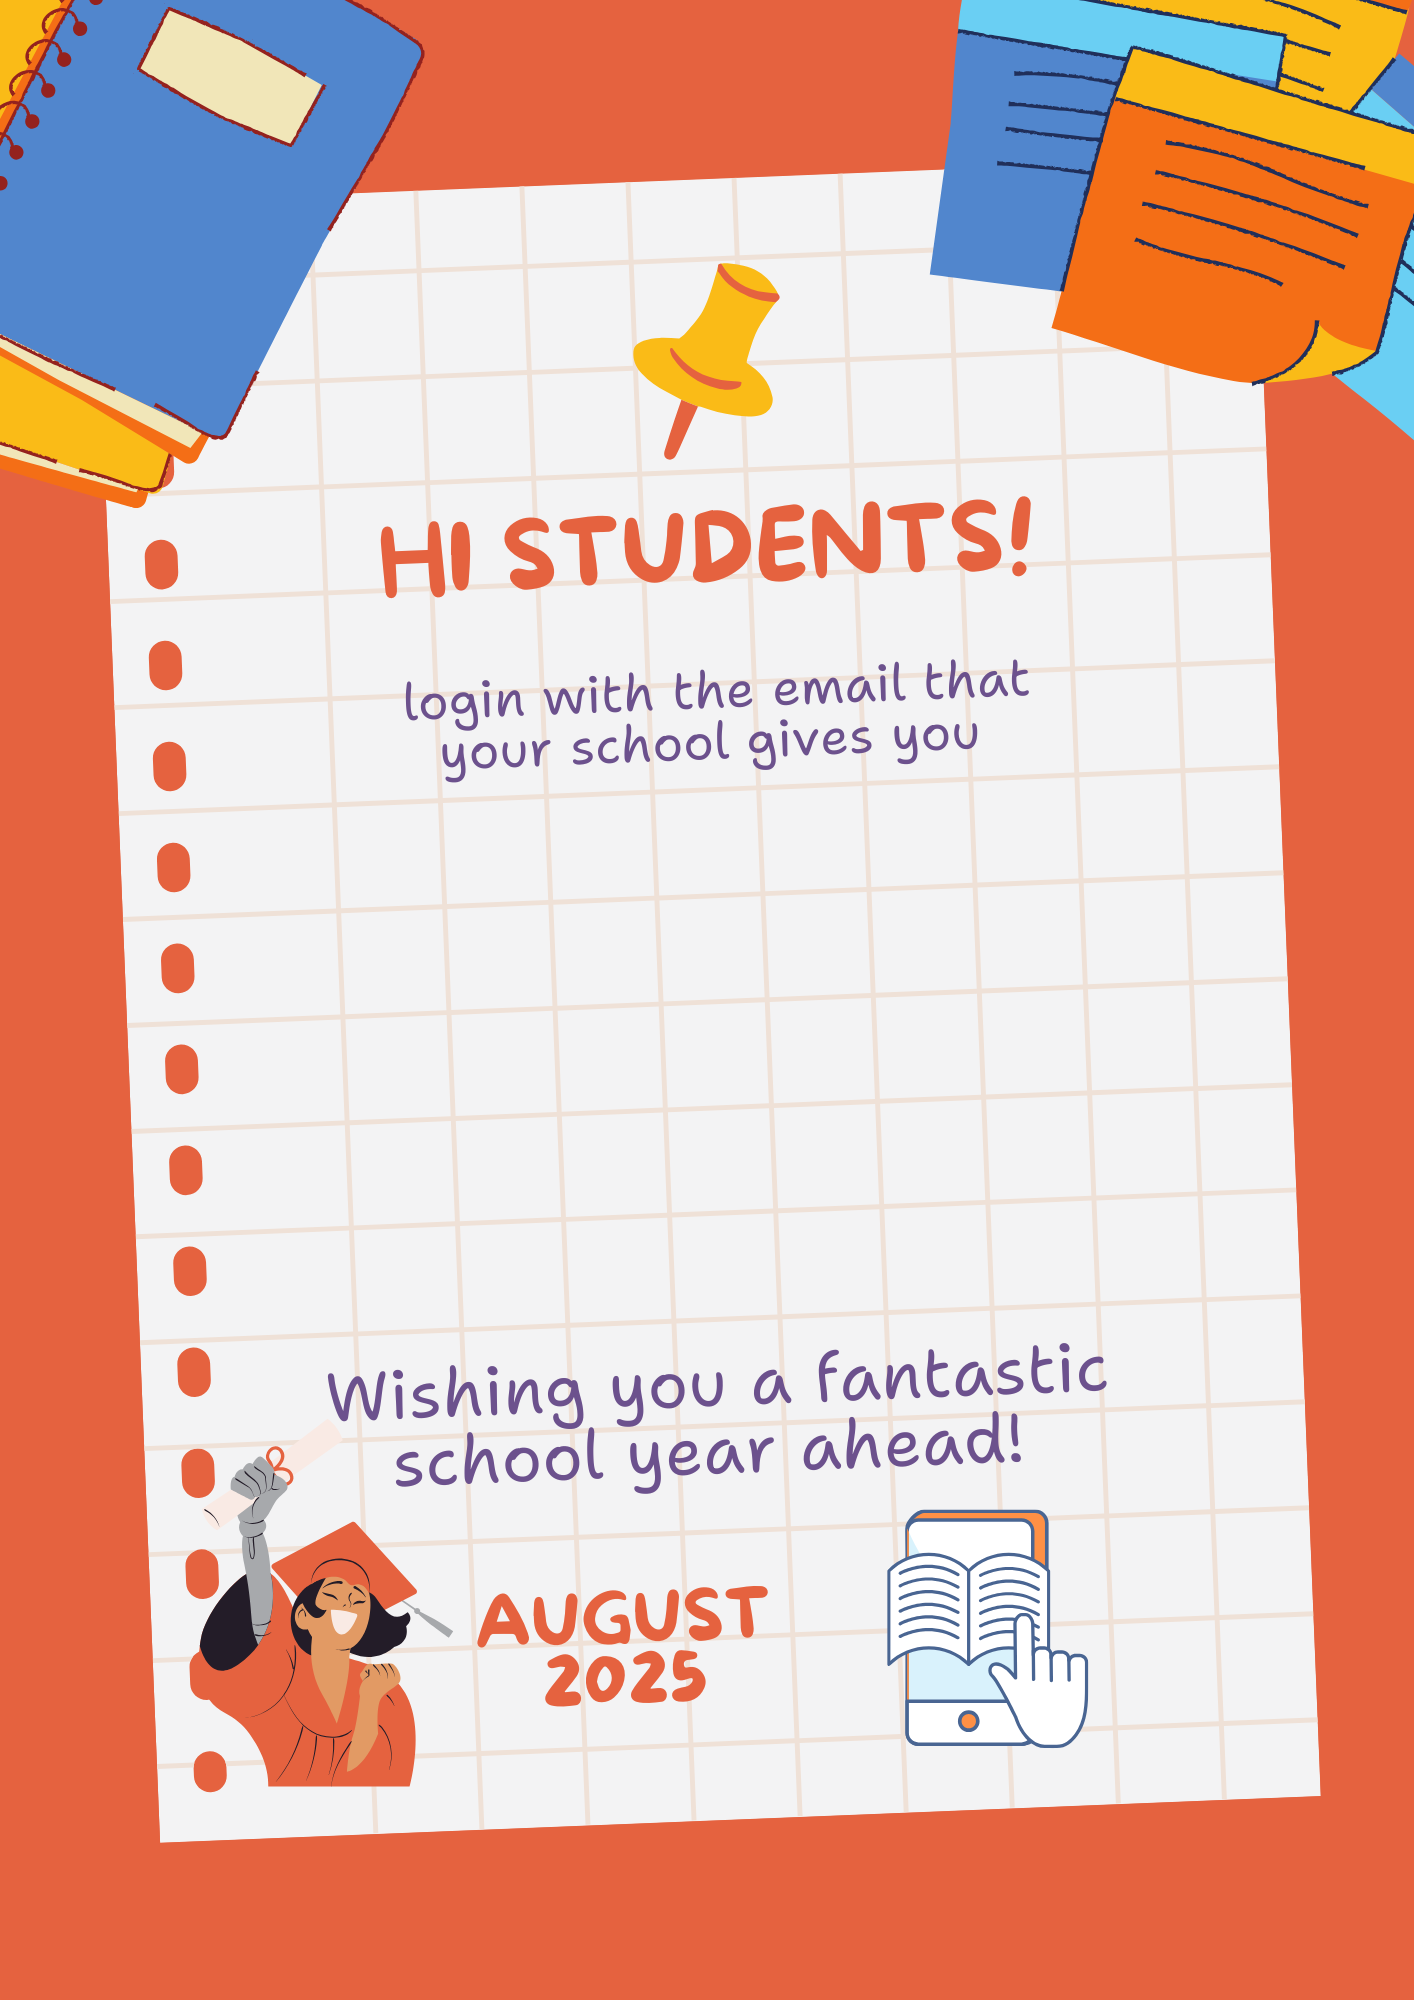 HI STUDENTS!
login with the email that
your school gives you
Wishing you a fantastic
school year ahead!
AUGUST
2025